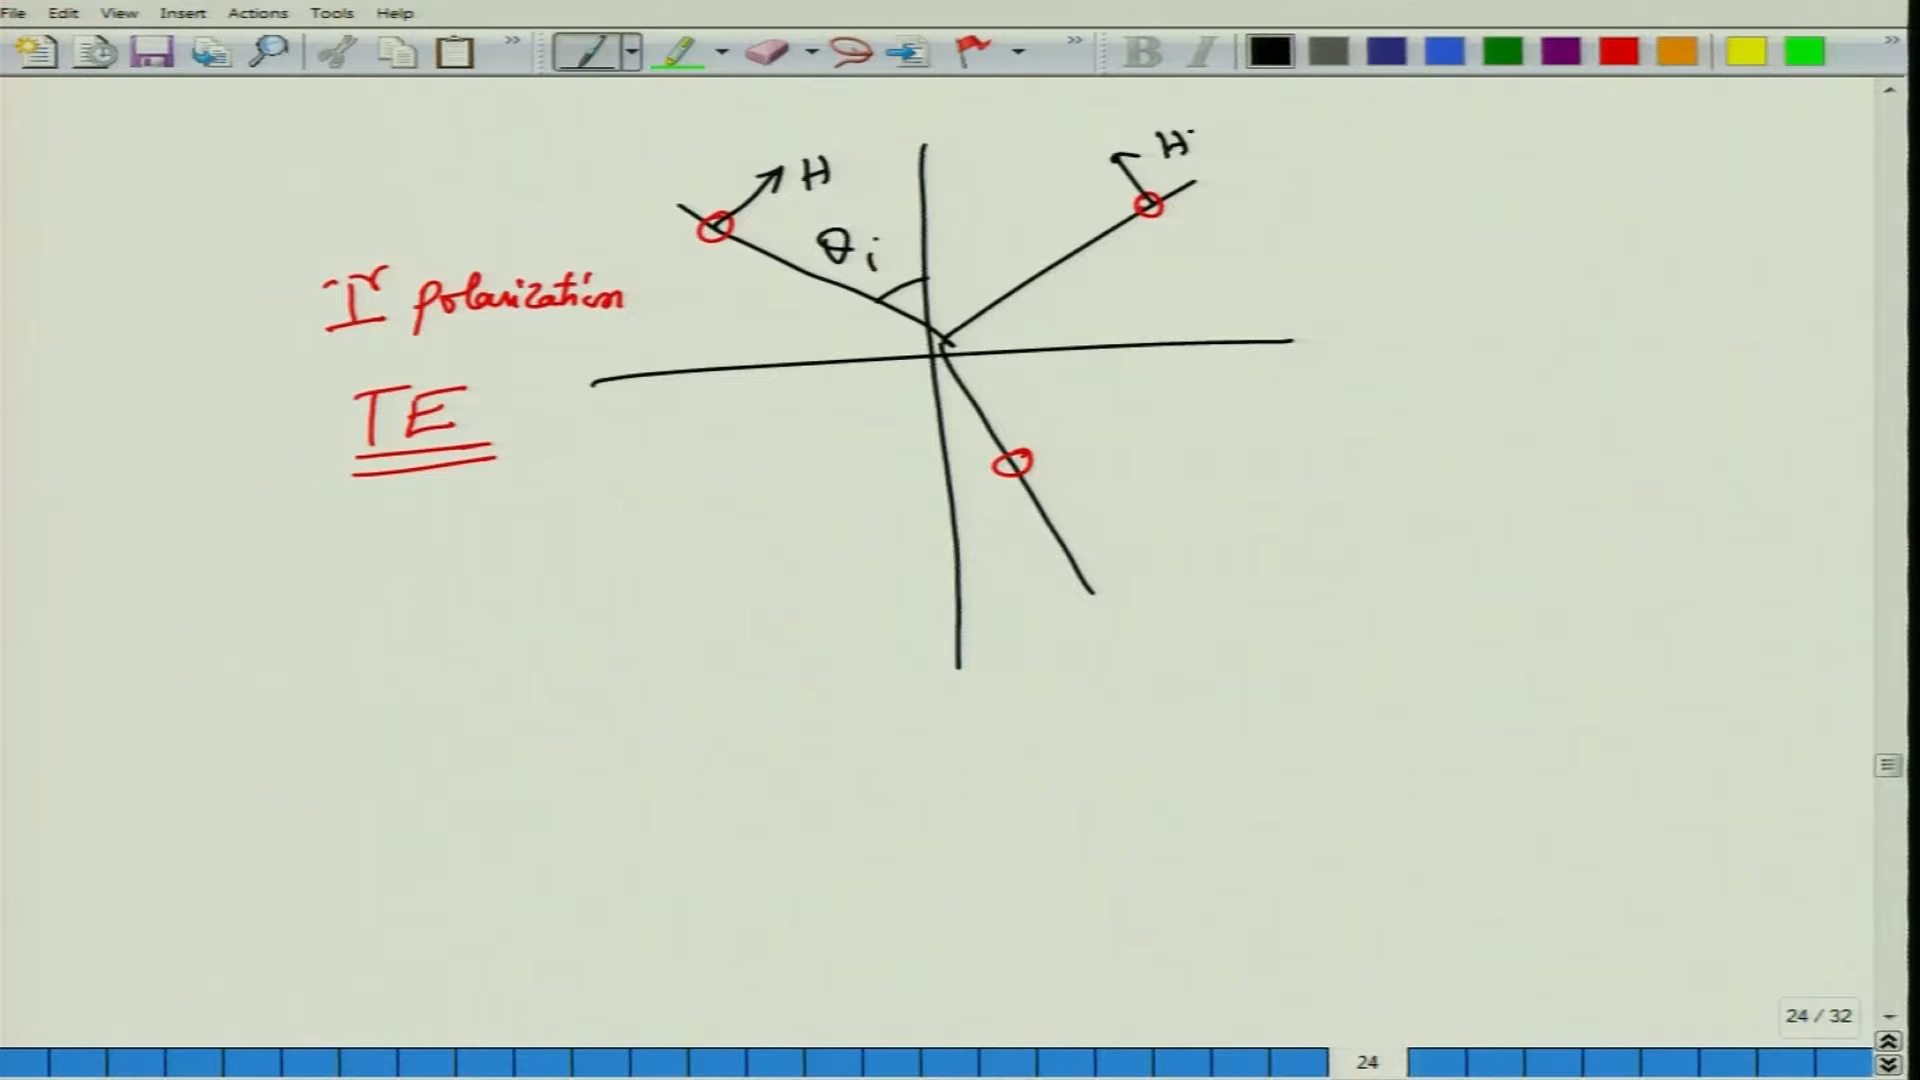 File Edit View Insert Actions Tools Help
B I
H
H
θi
⊥r polarization
TE
24 / 32
24